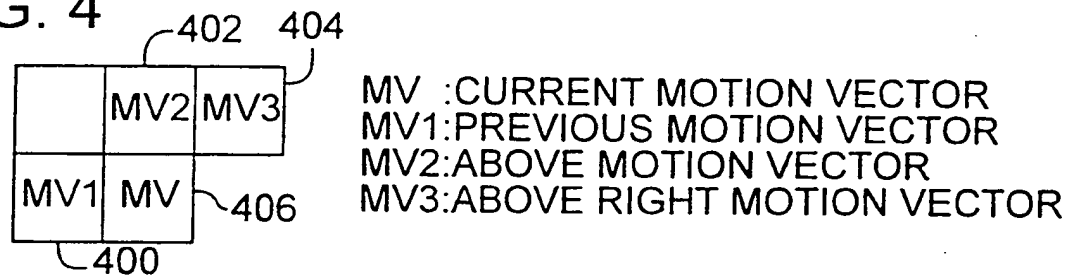 G. 4
402 404
MV2 MV3
MV1 MV
406
400
MV :CURRENT MOTION VECTOR
MV1:PREVIOUS MOTION VECTOR
MV2:ABOVE MOTION VECTOR
MV3:ABOVE RIGHT MOTION VECTOR